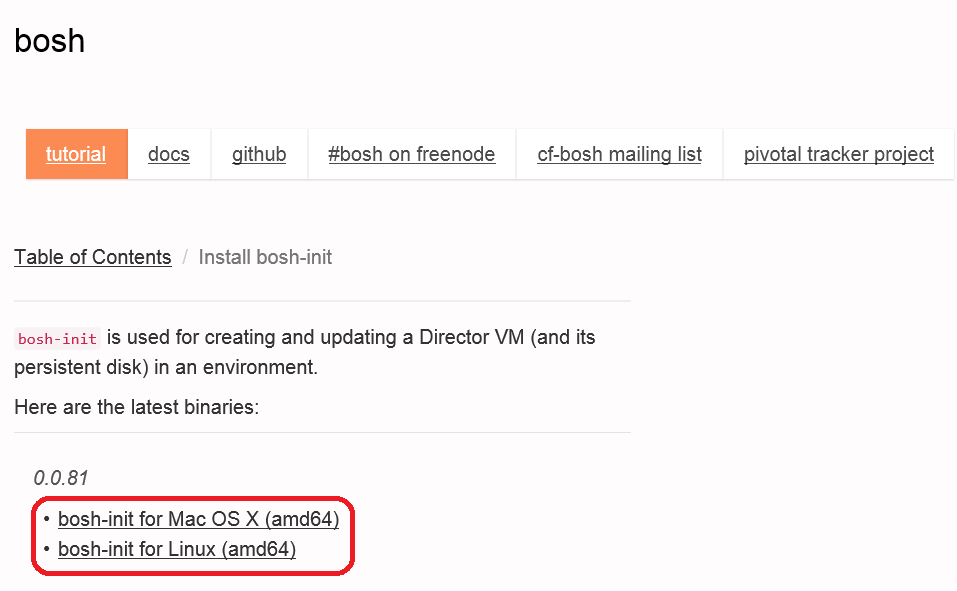 bosh
tutorial docs github #bosh on freenode cf-bosh mailing list pivotal tracker project
Table of Contents / Install bosh-init
bosh-init is used for creating and updating a Director VM (and its
persistent disk) in an environment.
Here are the latest binaries:
0.0.81
• bosh-init for Mac OS X (amd64)
• bosh-init for Linux (amd64)